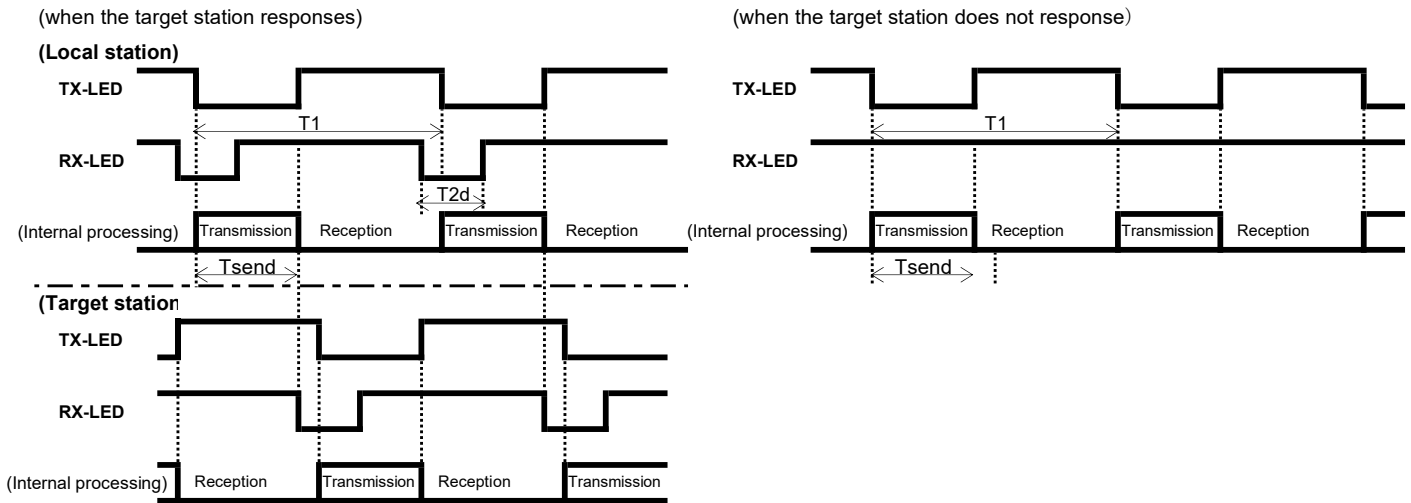 (when the target station responses)
(Local station)
TX-LED
T1
RX-LED
T2d
(Internal processing) Transmission Reception Transmission Reception
Tsend
(Target station
TX-LED
RX-LED
(Internal processing) Reception Transmission Reception Transmission
(when the target station does not response）
TX-LED
T1
RX-LED
(Internal processing) Transmission Reception Transmission Reception
Tsend